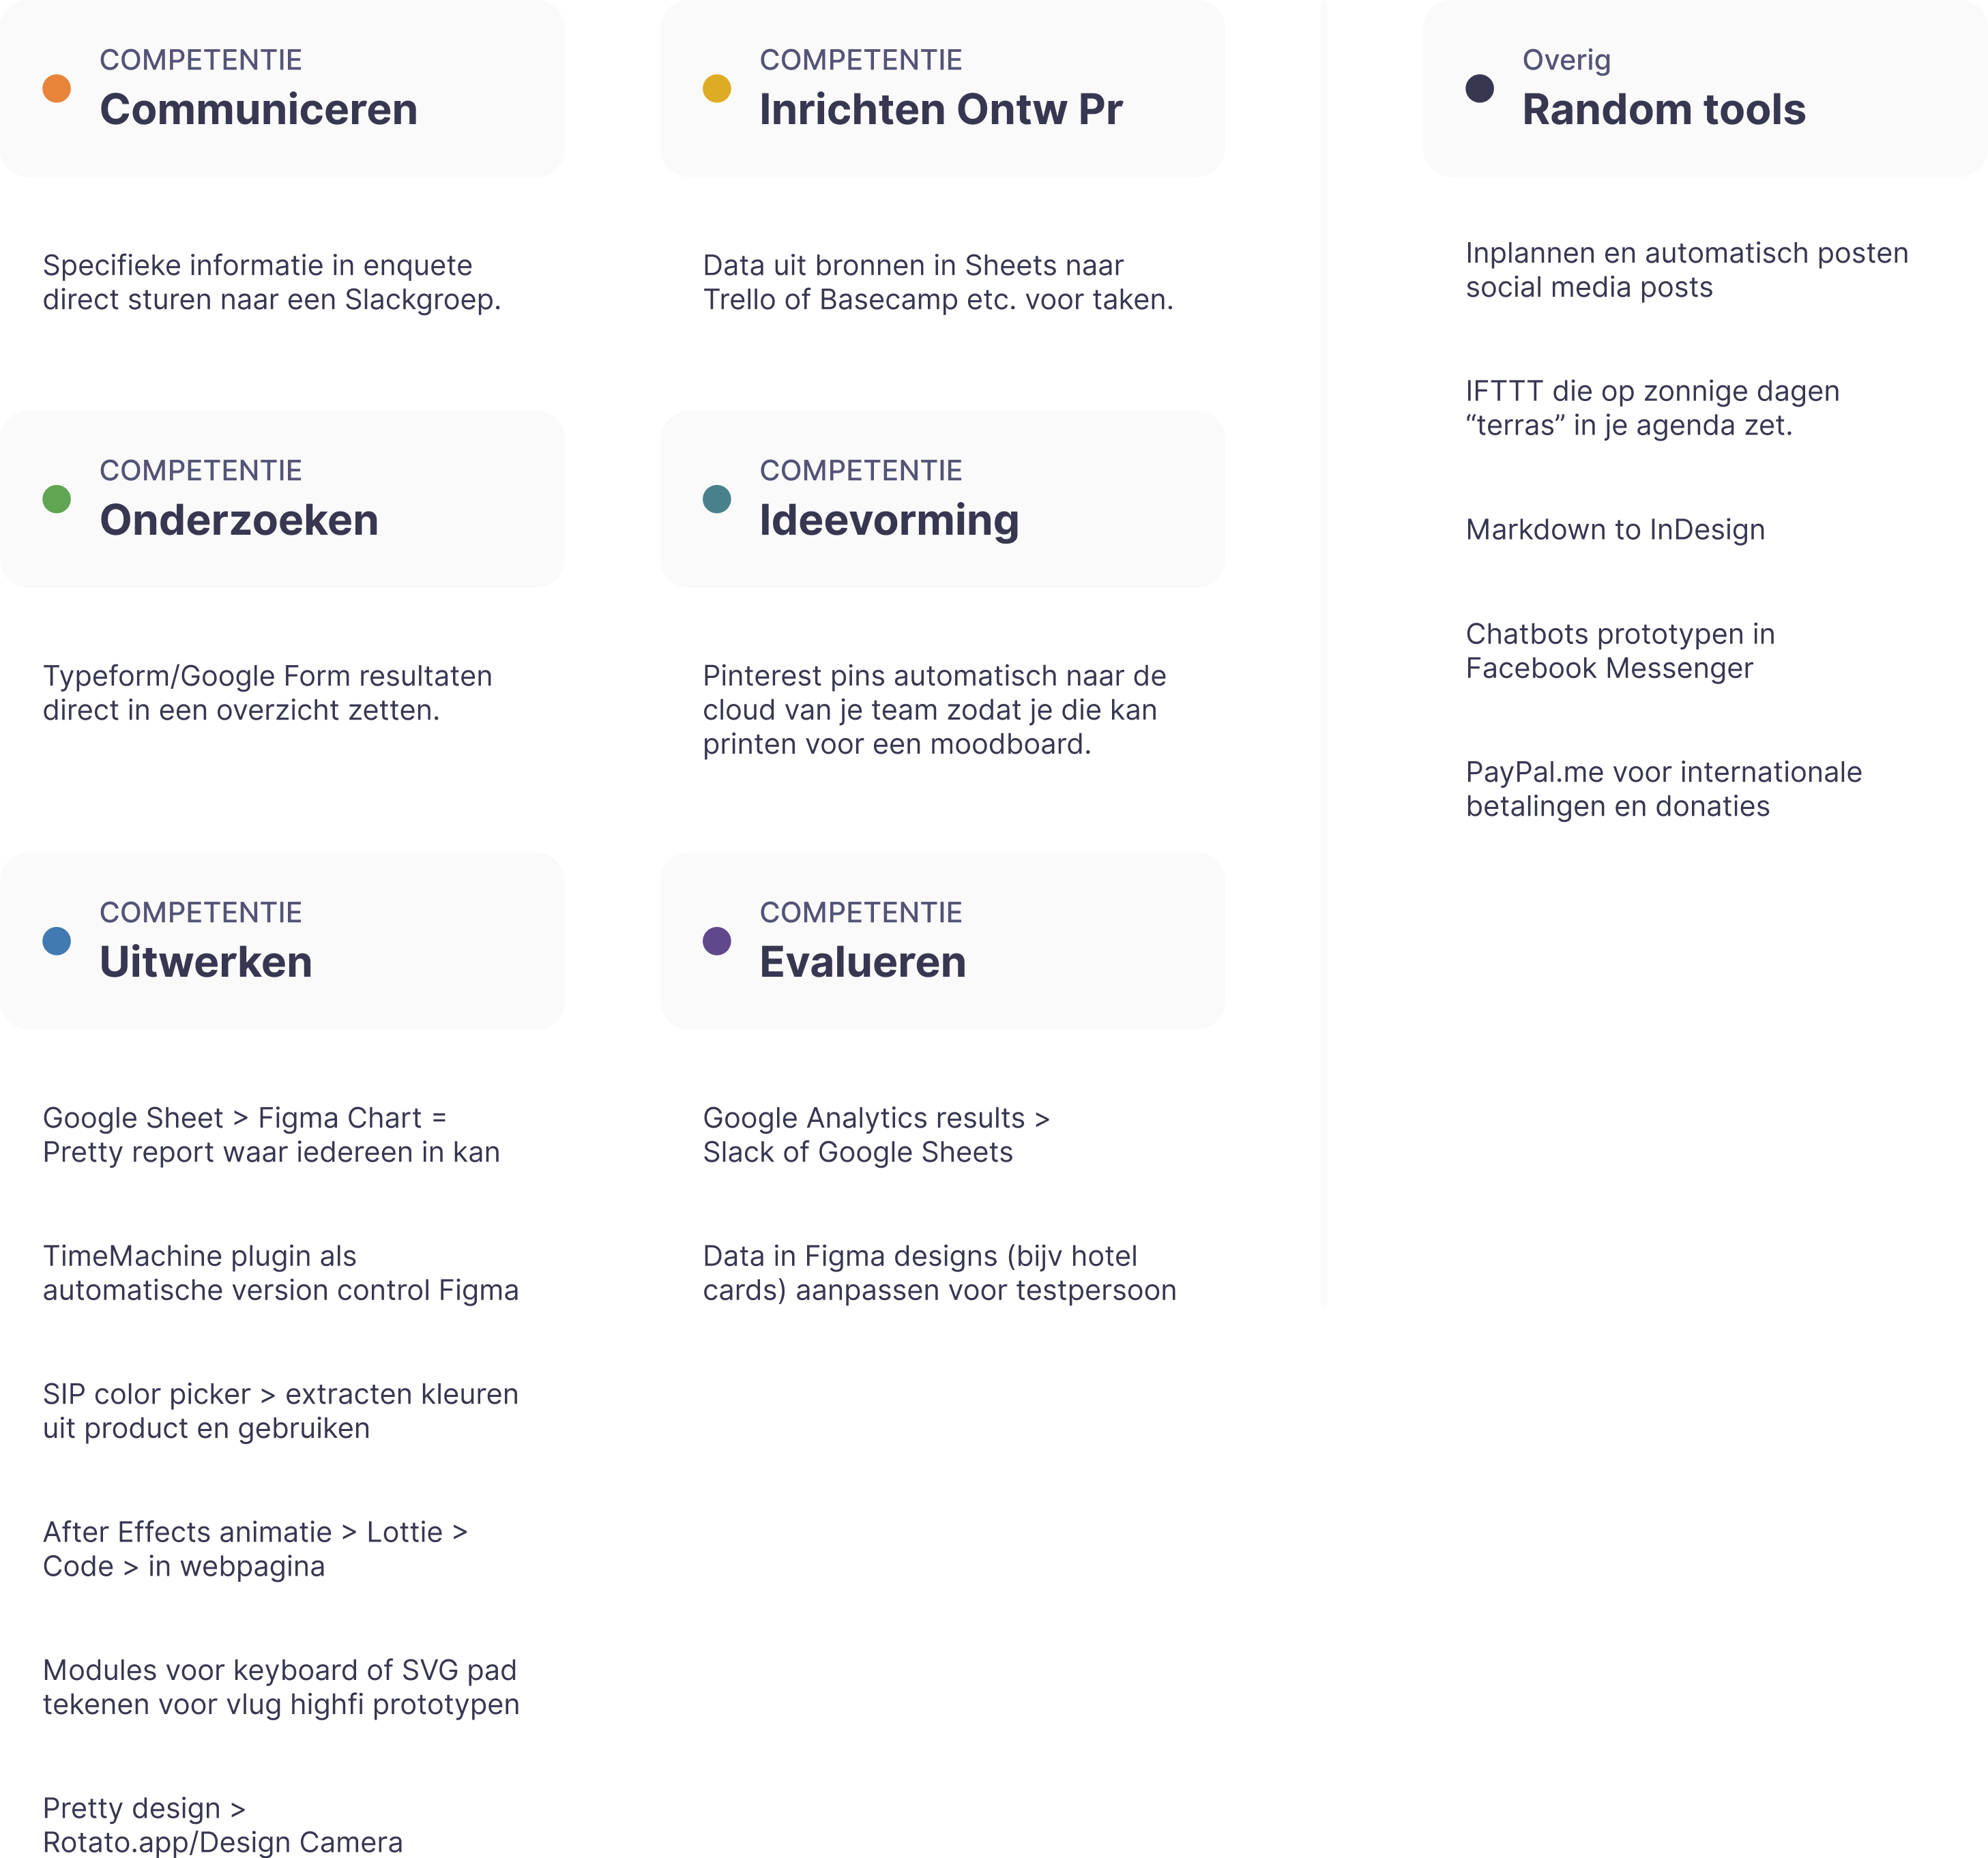 COMPETENTIE
Communiceren
Specifieke informatie in enquete
direct sturen naar een Slackgroep.
COMPETENTIE
Inrichten Ontw Pr
Data uit bronnen in Sheets naar
Trello of Basecamp etc. voor taken.
COMPETENTIE
Onderzoeken
Typeform/Google Form resultaten
direct in een overzicht zetten.
COMPETENTIE
Ideevorming
Pinterest pins automatisch naar de
cloud van je team zodat je die kan
printen voor een moodboard.
COMPETENTIE
Uitwerken
Google Sheet > Figma Chart =
Pretty report waar iedereen in kan
TimeMachine plugin als
automatische version control Figma
SIP color picker > extracten kleuren
uit product en gebruiken
After Effects animatie > Lottie >
Code > in webpagina
Modules voor keyboard of SVG pad
tekenen voor vlug highfi prototypen
Pretty design >
Rotato.app/Design Camera
COMPETENTIE
Evalueren
Google Analytics results >
Slack of Google Sheets
Data in Figma designs (bijv hotel
cards) aanpassen voor testpersoon
Overig
Random tools
Inplannen en automatisch posten
social media posts
IFTTT die op zonnige dagen
“terras” in je agenda zet.
Markdown to InDesign
Chatbots prototypen in
Facebook Messenger
PayPal.me voor internationale
betalingen en donaties